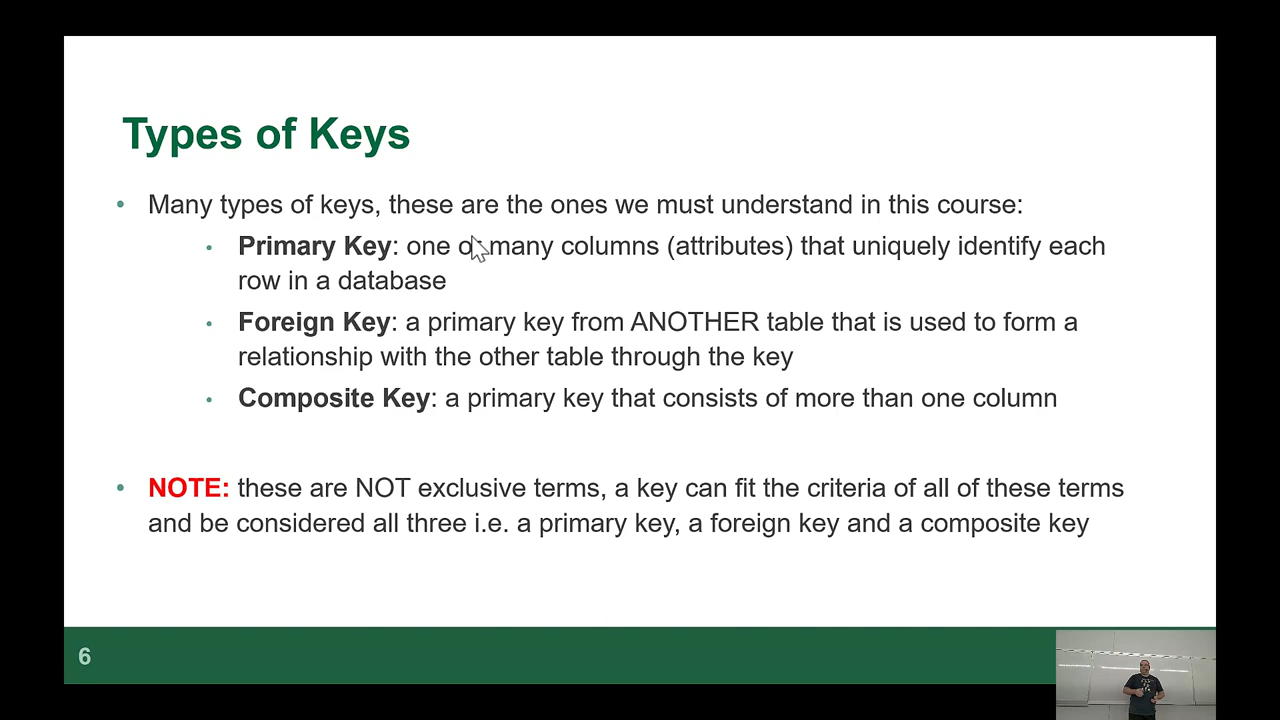 Types of Keys
• Many types of keys, these are the ones we must understand in this course:
• Primary Key: one or many columns (attributes) that uniquely identify each
row in a database
• Foreign Key: a primary key from ANOTHER table that is used to form a
relationship with the other table through the key
• Composite Key: a primary key that consists of more than one column
• NOTE: these are NOT exclusive terms, a key can fit the criteria of all of these terms
and be considered all three i.e. a primary key, a foreign key and a composite key
6